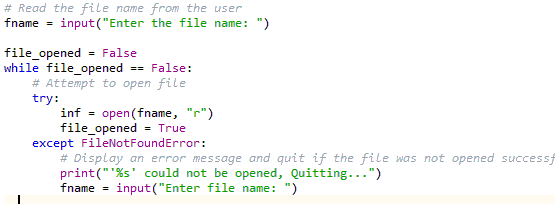 # Read the file name from the user
fname = input("Enter the file name: ")
file_opened = False
while file_opened == False:
# Attempt to open file
try:
inf = open(fname, "r")
file_opened = True
except FileNotFoundError:
# Display an error message and quit if the file was not opened successf
print("'%s' could not be opened, Quitting...")
fname = input("Enter file name: ")